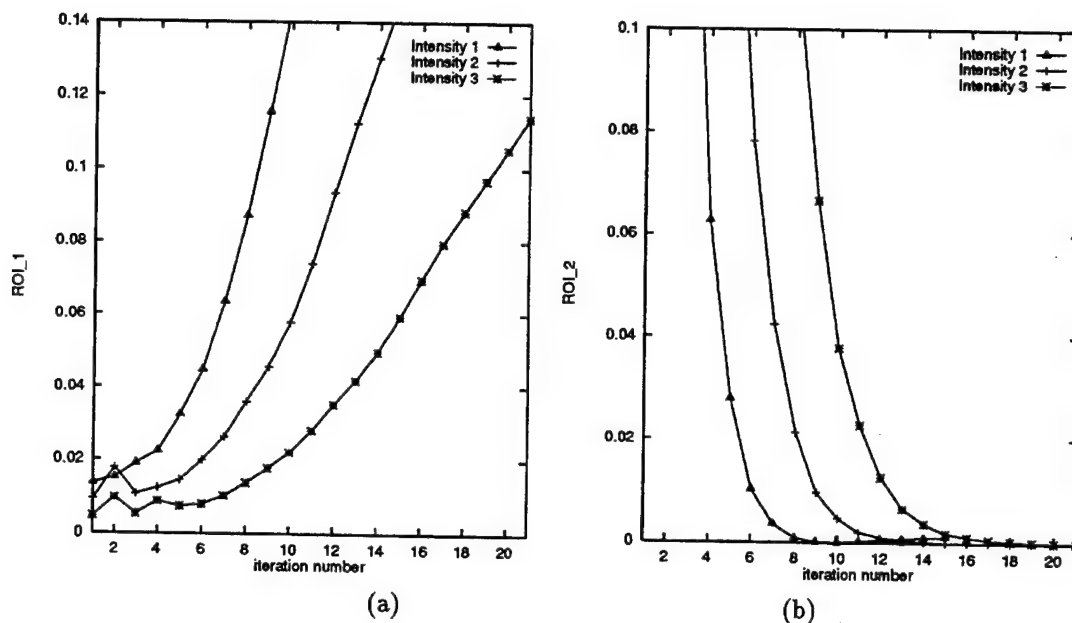 0.14
0.12
0.1
0.08
0.06
0.04
0.02
0
ROI_1
Intensity 1
Intensity 2
Intensity 3
2 4 6 8 10 12 14 16 18 20
iteration number
(a)
0.1
0.08
0.06
0.04
0.02
0
ROI_2
Intensity 1
Intensity 2
Intensity 3
2 4 6 8 10 12 14 16 18 20
iteration number
(b)